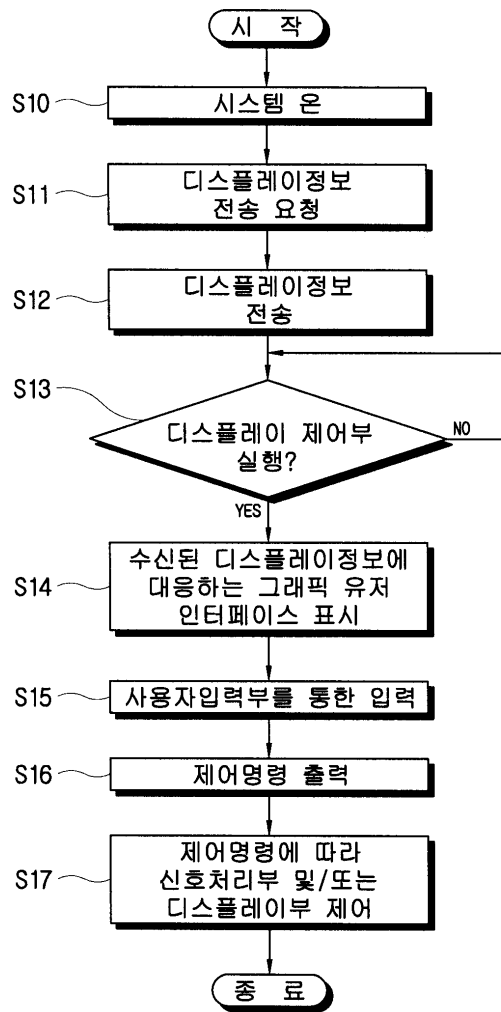 시 작
S10
시스템 온
S11
디스플레이정보
전송 요청
S12
디스플레이정보
전송
S13
디스플레이 제어부
실행?
NO
YES
S14
수신된 디스플레이정보에
대응하는 그래픽 유저
인터페이스 표시
S15
사용자입력부를 통한 입력
S16
제어명령 출력
S17
제어명령에 따라
신호처리부 및/또는
디스플레이부 제어
종 료